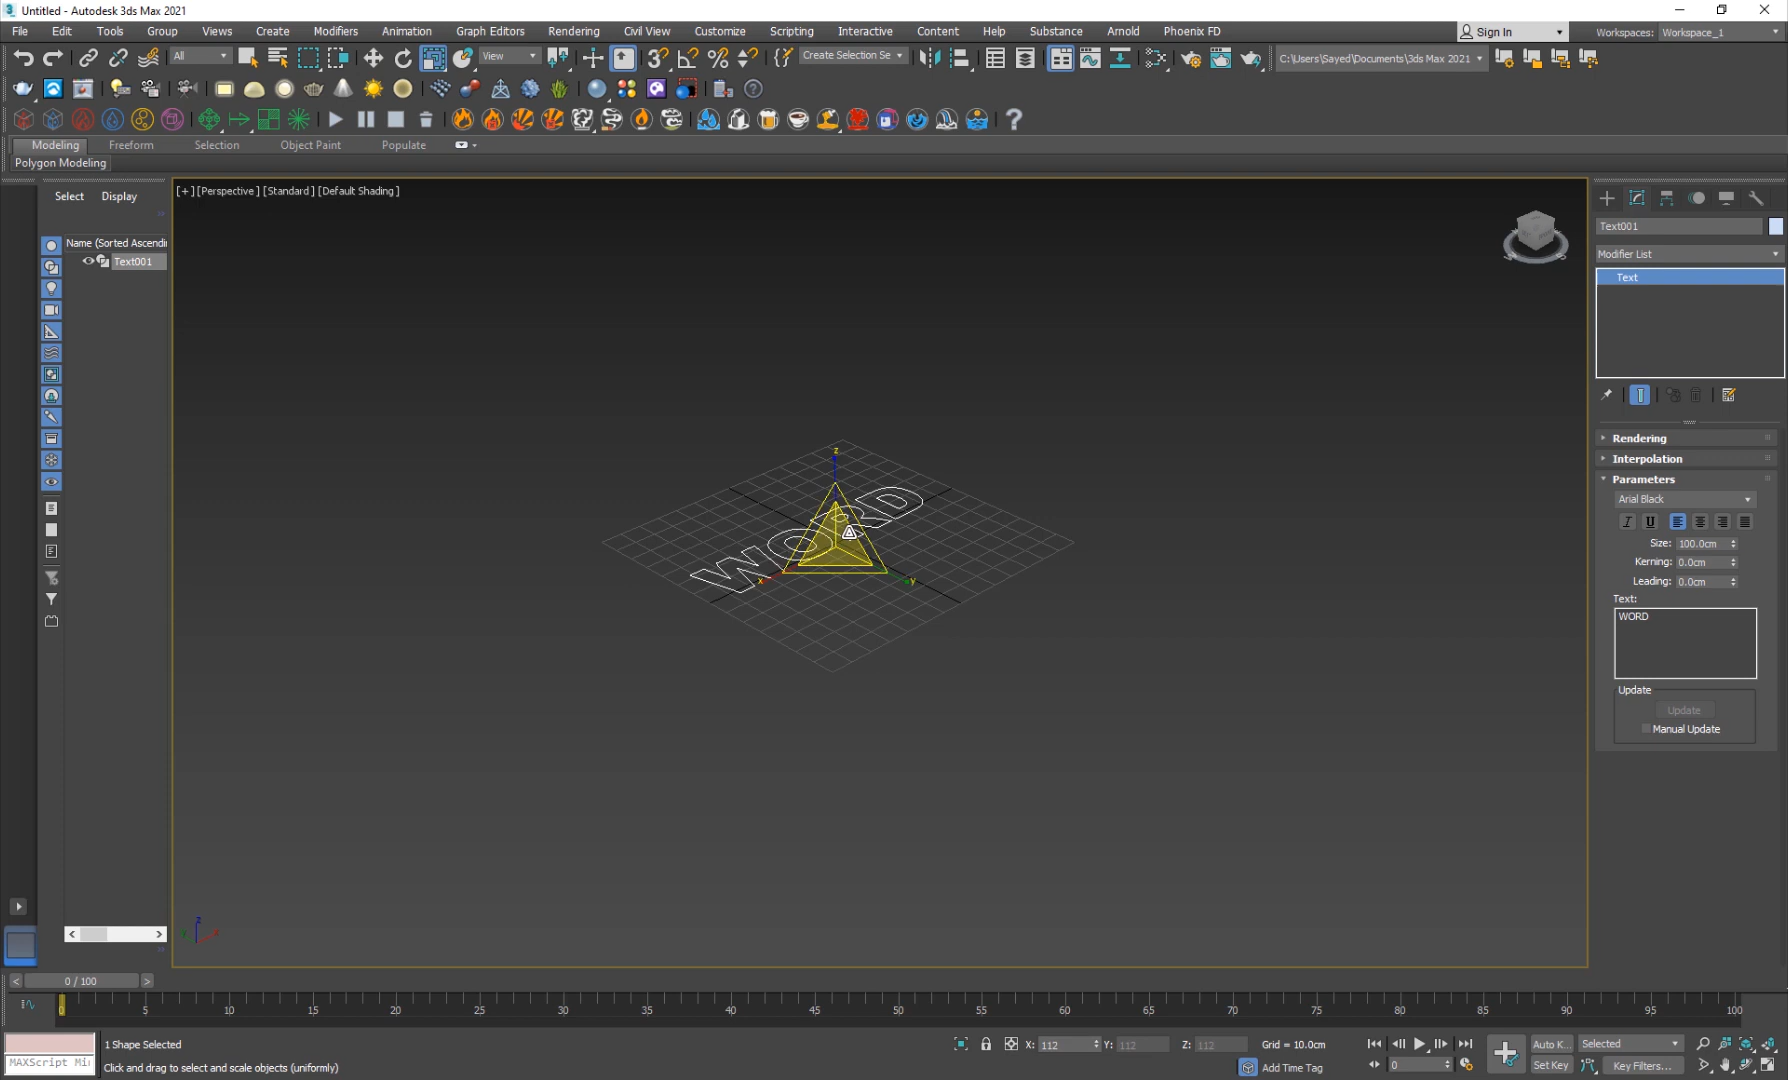 Untitled - Autodesk 3ds Max 2021
File Edit Tools Group Views Create Modifiers Animation Graph Editors Rendering Civil View Customize Scripting Interactive Content Help Substance Arnold Phoenix FD Sign In Workspaces: Workspace_1
All View Create Selection Se C:\Users\Sayed\Documents\3ds Max 2021
Modeling Freeform Selection Object Paint Populate
Polygon Modeling
Select Display
[+] [Perspective] [Standard] [Default Shading]
Name (Sorted Ascendi
Text001
Text001
Modifier List
Text
Rendering
Interpolation
Parameters
Arial Black
I U
Size: 100.0cm
Kerning: 0.0cm
Leading: 0.0cm
Text:
WORD
Update
Update
Manual Update
z
WORD
x y
z
y x
< 0 / 100 >
0 5 10 15 20 25 30 35 40 45 50 55 60 65 70 75 80 85 90 95 100
1 Shape Selected X: 112 Y: 112 Z: 112 Grid = 10.0cm Auto K... Selected
MAXScript Mi Click and drag to select and scale objects (uniformly) Add Time Tag 0 Set Key Key Filters...